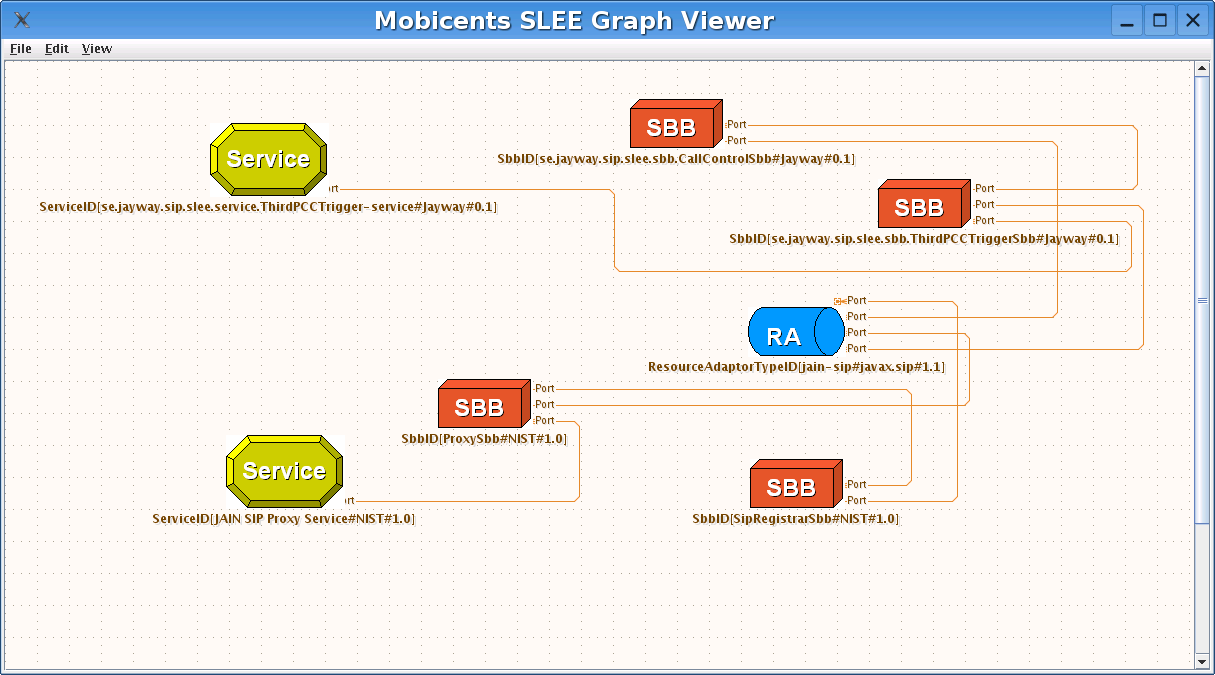 Mobicents SLEE Graph Viewer
File Edit View
SBB
Port
Port
SbbID[se.jayway.sip.slee.sbb.CallControlSbb#Jayway#0.1]
Service
rt
ServiceID[se.jayway.sip.slee.service.ThirdPCCTrigger-service#Jayway#0.1]
SBB
Port
Port
Port
SbbID[se.jayway.sip.slee.sbb.ThirdPCCTriggerSbb#Jayway#0.1]
RA
Port
Port
Port
Port
ResourceAdaptorTypeID[jain-sip#javax.sip#1.1]
SBB
Port
Port
Port
SbbID[ProxySbb#NIST#1.0]
Service
rt
ServiceID[JAIN SIP Proxy Service#NIST#1.0]
SBB
Port
Port
SbbID[SipRegistrarSbb#NIST#1.0]